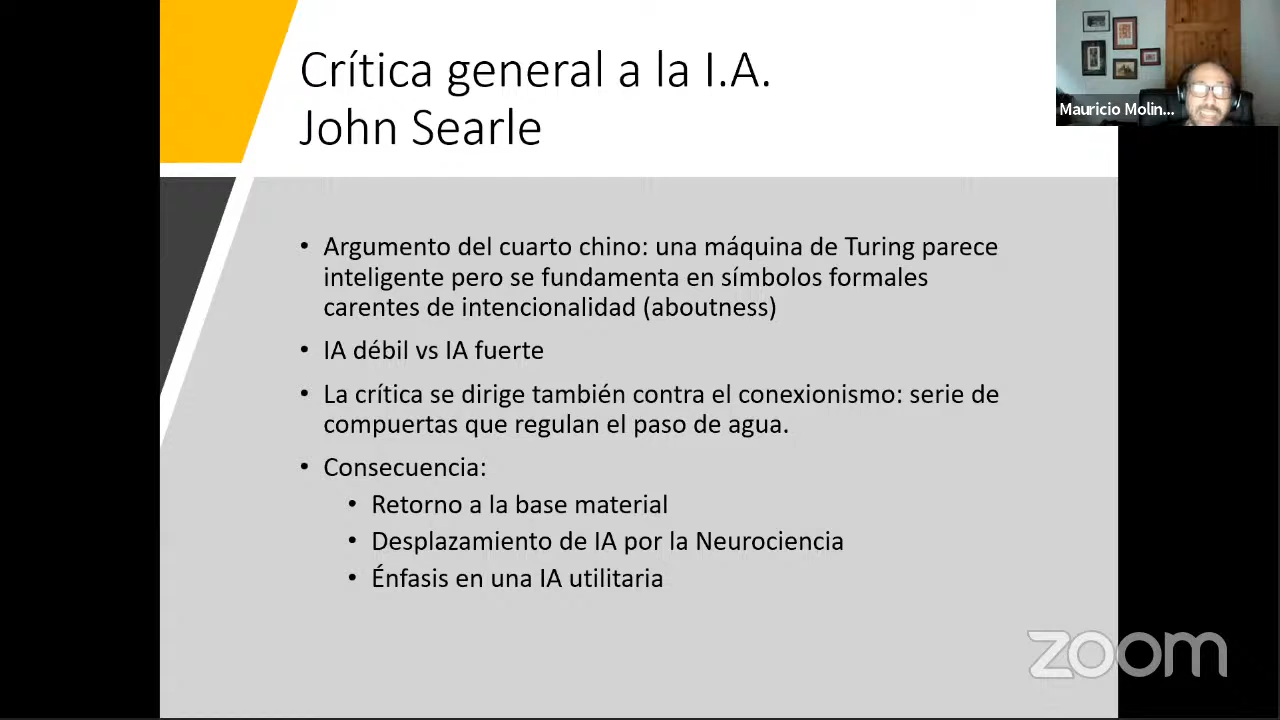 Crítica general a la I.A.
John Searle
Mauricio Molin...
• Argumento del cuarto chino: una máquina de Turing parece
inteligente pero se fundamenta en símbolos formales
carentes de intencionalidad (aboutness)
• IA débil vs IA fuerte
• La crítica se dirige también contra el conexionismo: serie de
compuertas que regulan el paso de agua.
• Consecuencia:
• Retorno a la base material
• Desplazamiento de IA por la Neurociencia
• Énfasis en una IA utilitaria
zoom